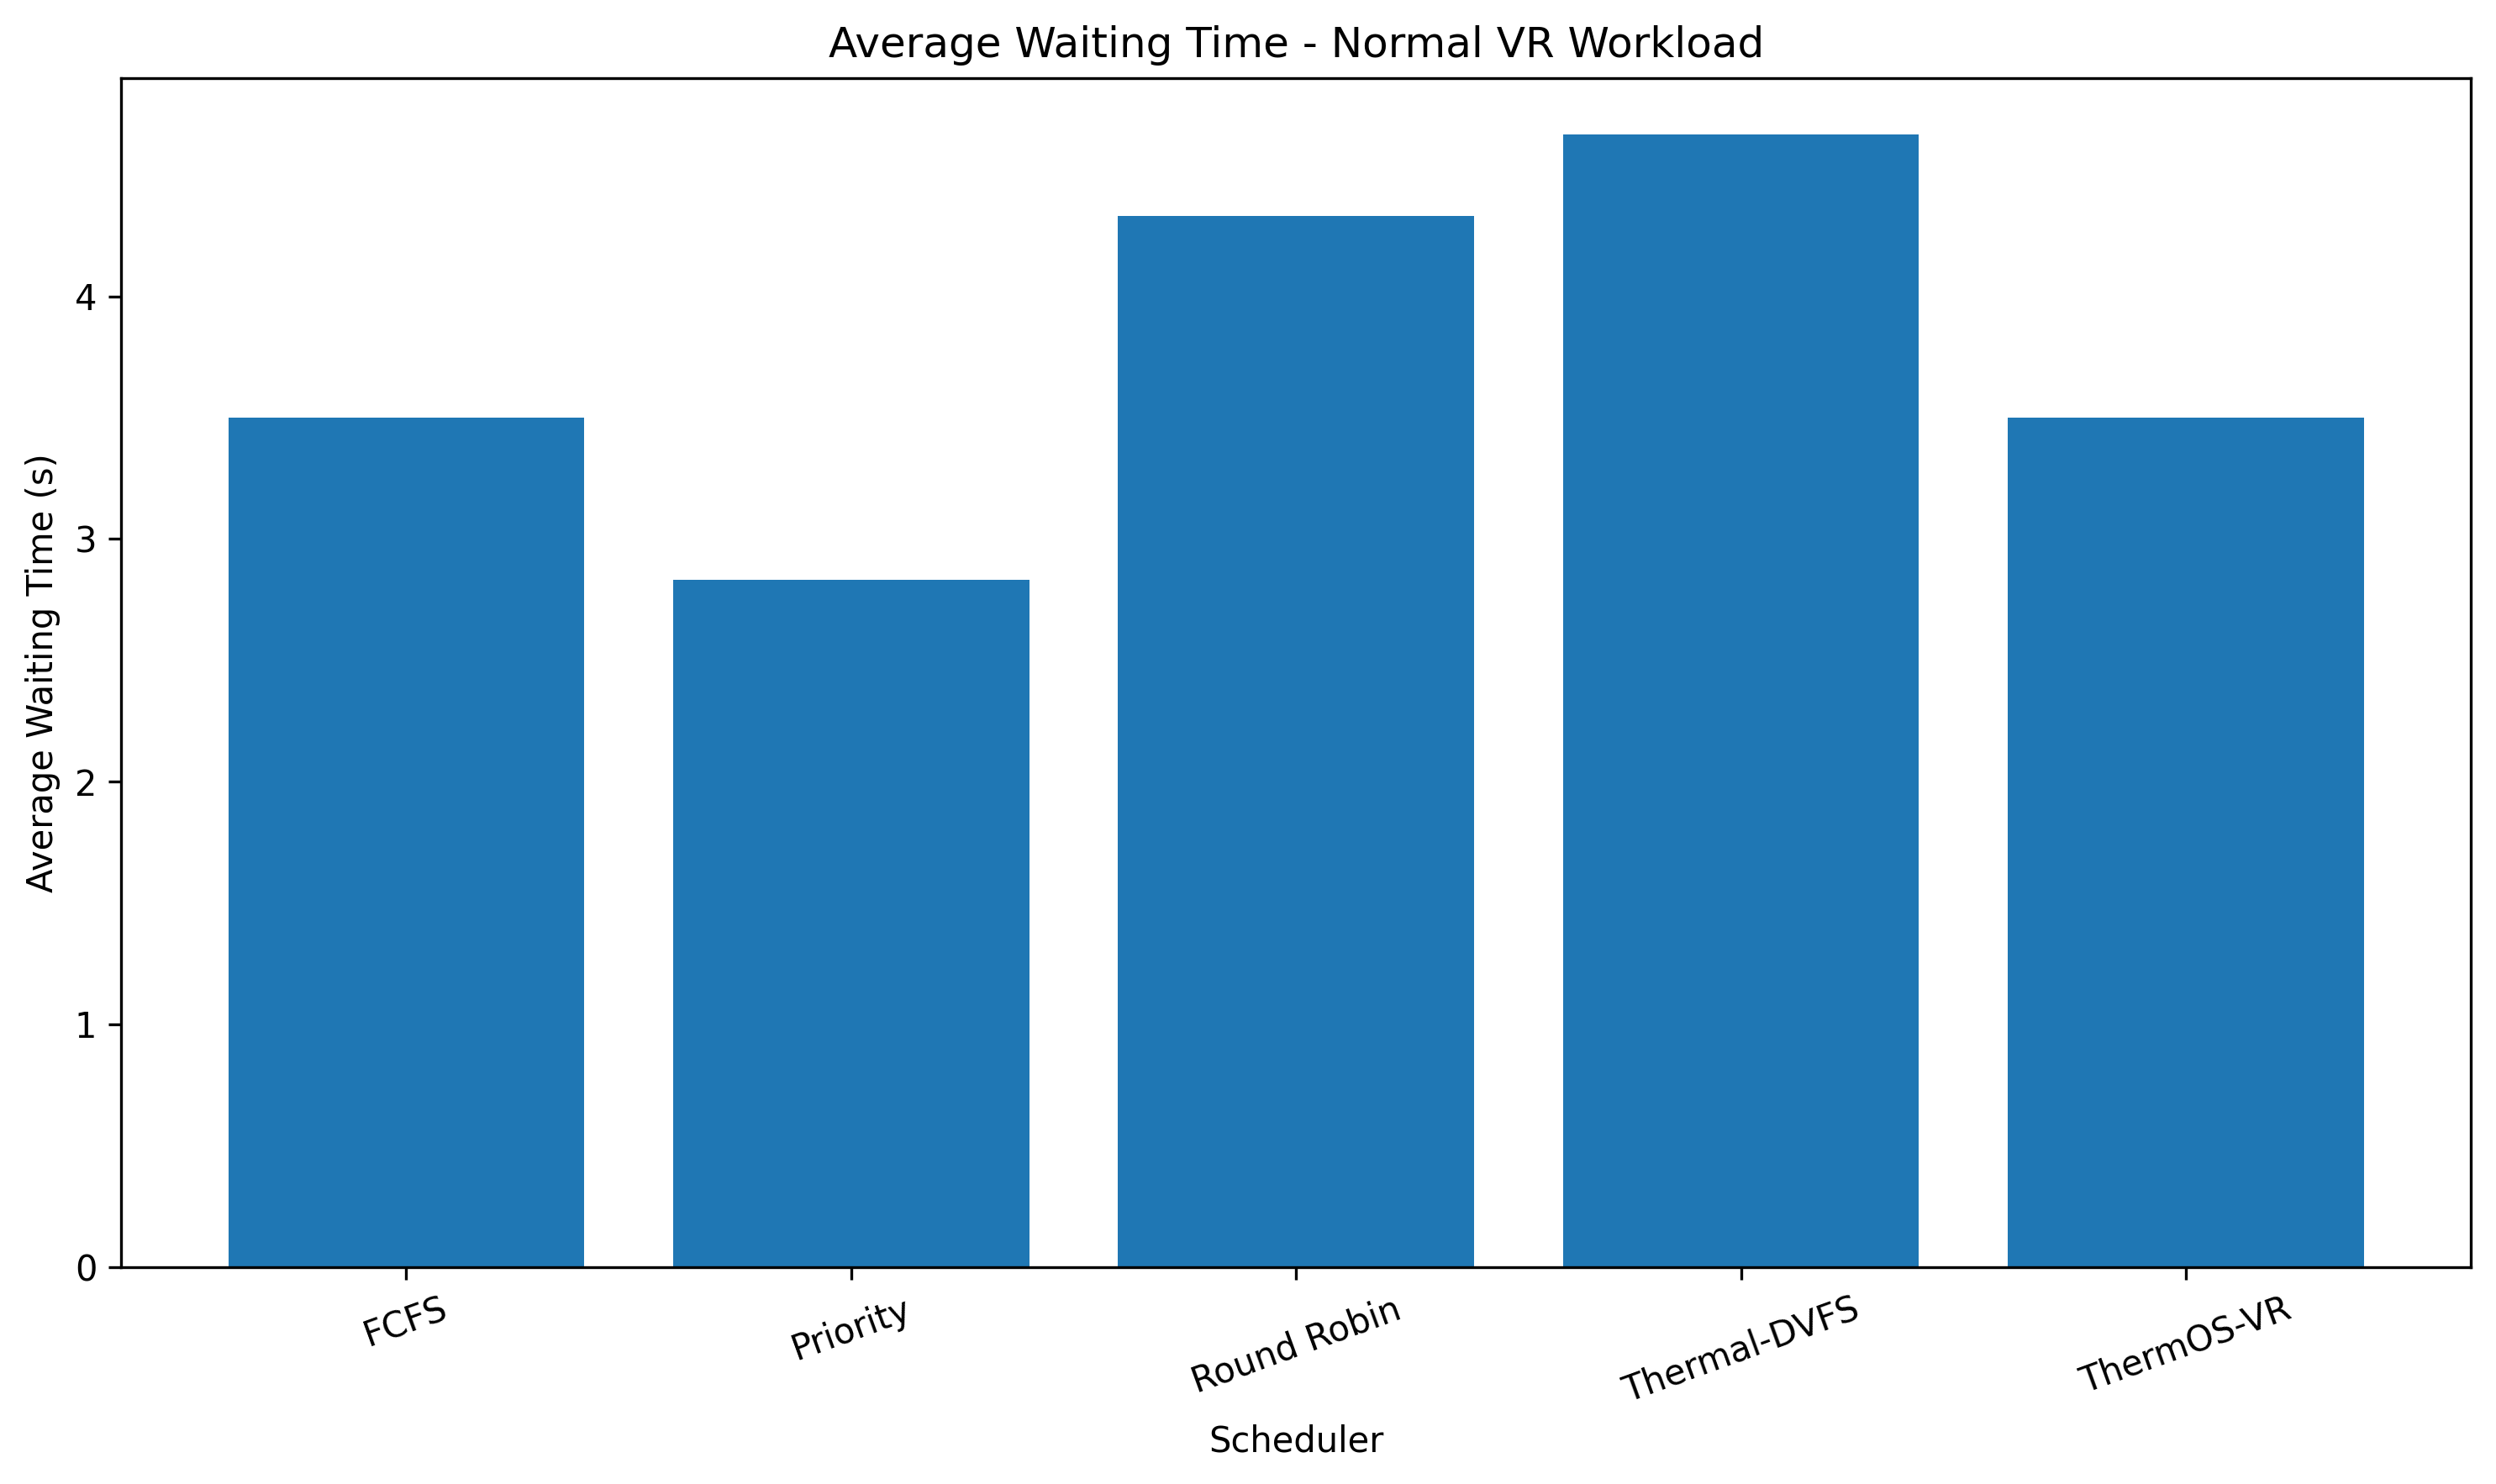 Average Waiting Time - Normal VR Workload
Average Waiting Time (s)
4
3
2
1
0
FCFS
Priority
Round Robin
Thermal-DVFS
ThermOS-VR
Scheduler